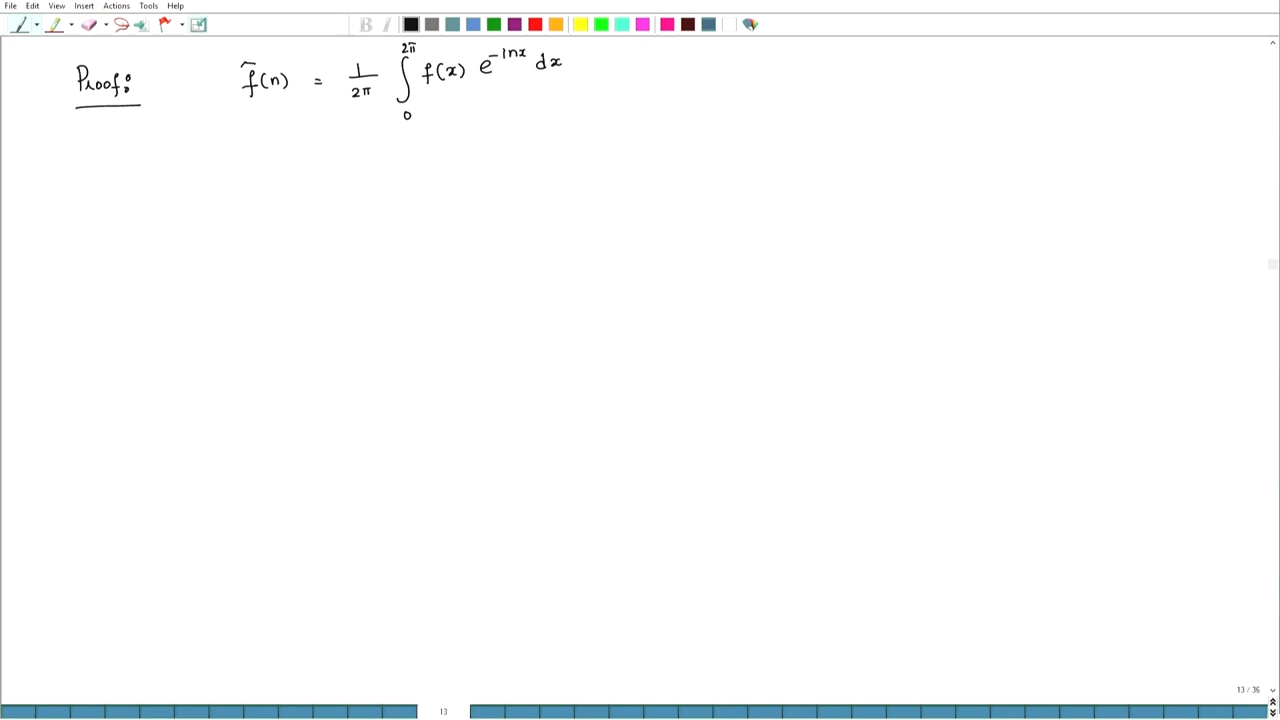 File Edit View Insert Actions Tools Help
B I
Proof: f̂(n) = 1/2π ∫₀^2π f(x) e^-inx dx
13 / 36
13